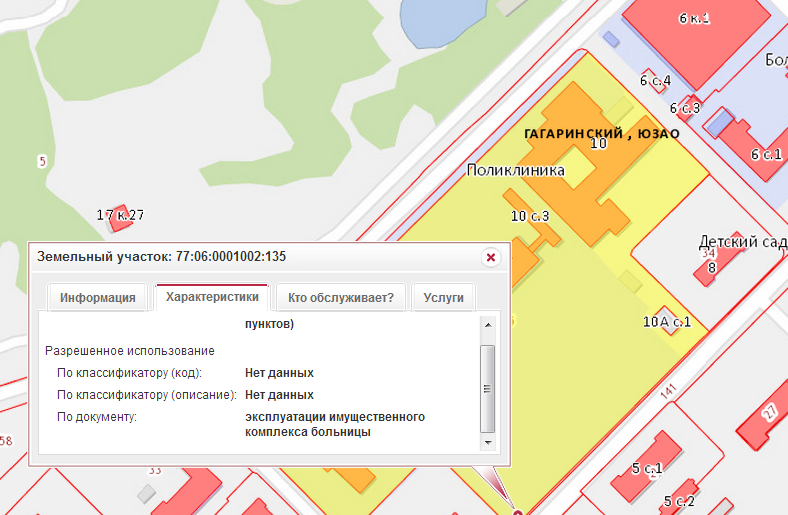 6 к.1
Бол
6 с.4
6 с.3
ГАГАРИНСКИЙ , ЮЗАО
10
6 с.1
5
Поликлиника
17 к.27
10 с.3
Детский сад
34
8
Земельный участок: 77:06:0001002:135
Информация
Характеристики
Кто обслуживает?
Услуги
пунктов)
Разрешенное использование
По классификатору (код):
Нет данных
По классификатору (описание):
Нет данных
По документу:
эксплуатации имущественного
комплекса больницы
10А с.1
141
27
58
33
5 с.1
5 с.2